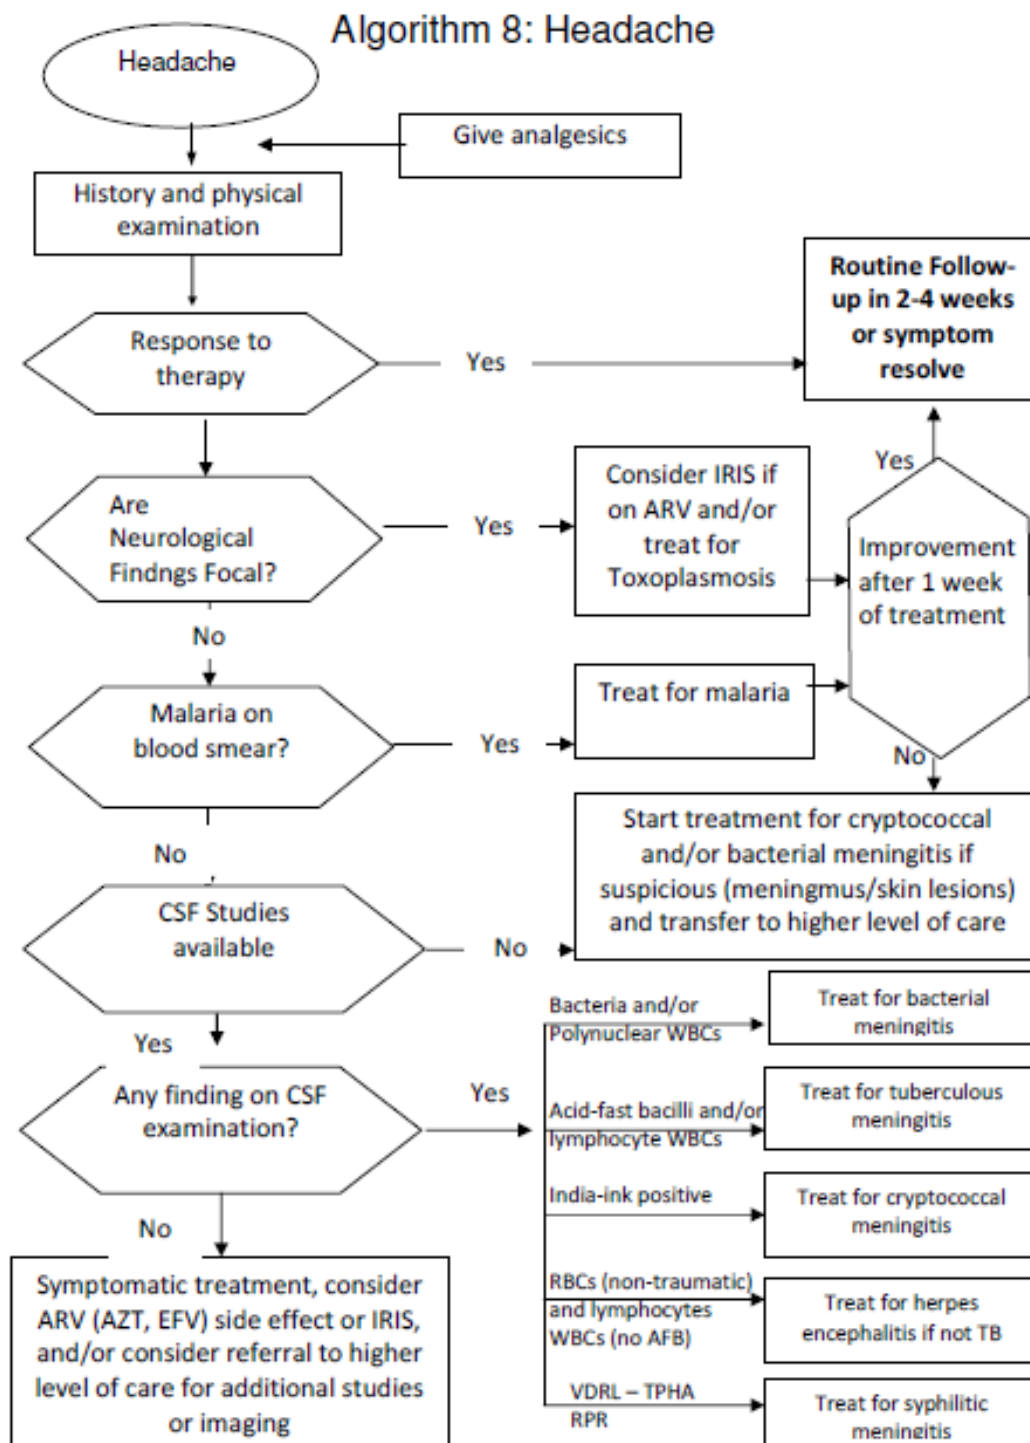 Algorithm 8: Headache
Headache
Give analgesics
History and physical
examination
Routine Follow-
up in 2-4 weeks
or symptom
resolve
Response to
therapy
Yes
Are
Neurological
Findngs Focal?
Yes
Consider IRIS if
on ARV and/or
treat for
Toxoplasmosis
Yes
Improvement
after 1 week
of treatment
No
No
Malaria on
blood smear?
Yes
Treat for malaria
No
CSF Studies
available
No
Start treatment for cryptococcal
and/or bacterial meningitis if
suspicious (meningmus/skin lesions)
and transfer to higher level of care
Yes
Any finding on CSF
examination?
Yes
Bacteria and/or
Polynuclear WBCs
Treat for bacterial
meningitis
Acid-fast bacilli and/or
lymphocyte WBCs
Treat for tuberculous
meningitis
India-ink positive
Treat for cryptococcal
meningitis
RBCs (non-traumatic)
and lymphocytes
WBCs (no AFB)
Treat for herpes
encephalitis if not TB
VDRL – TPHA
RPR
Treat for syphilitic
meningitis
No
Symptomatic treatment, consider
ARV (AZT, EFV) side effect or IRIS,
and/or consider referral to higher
level of care for additional studies
or imaging